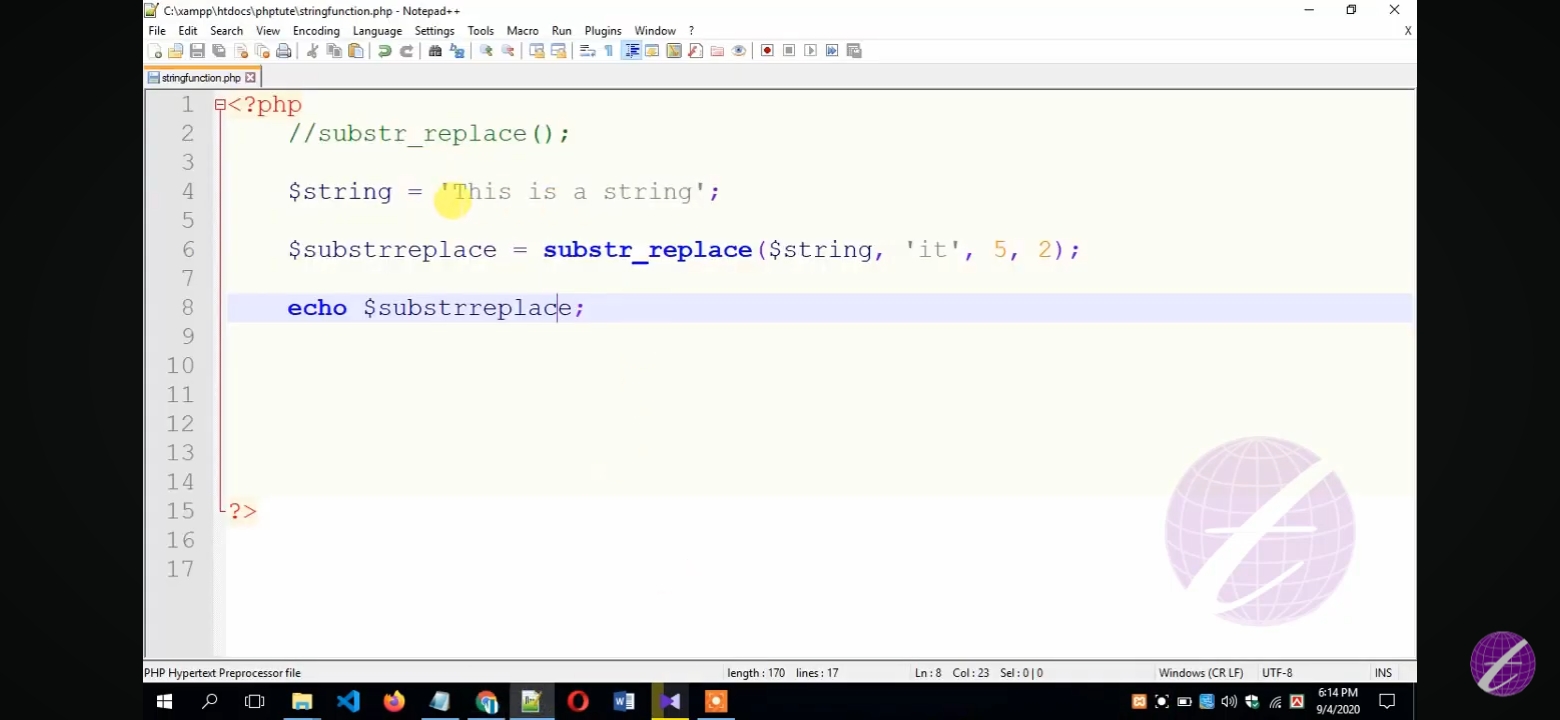 C:\xampp\htdocs\phptute\stringfunction.php - Notepad++
File Edit Search View Encoding Language Settings Tools Macro Run Plugins Window ? X
stringfunction.php
1 <?php
2 //substr_replace();
3
4 $string = 'This is a string';
5
6 $substrreplace = substr_replace($string, 'it', 5, 2);
7
8 echo $substrreplace;
9
10
11
12
13
14
15 ?>
16
17
PHP Hypertext Preprocessor file length : 170 lines : 17 Ln : 8 Col : 23 Sel : 0 | 0 Windows (CR LF) UTF-8 INS
6:14 PM
9/4/2020